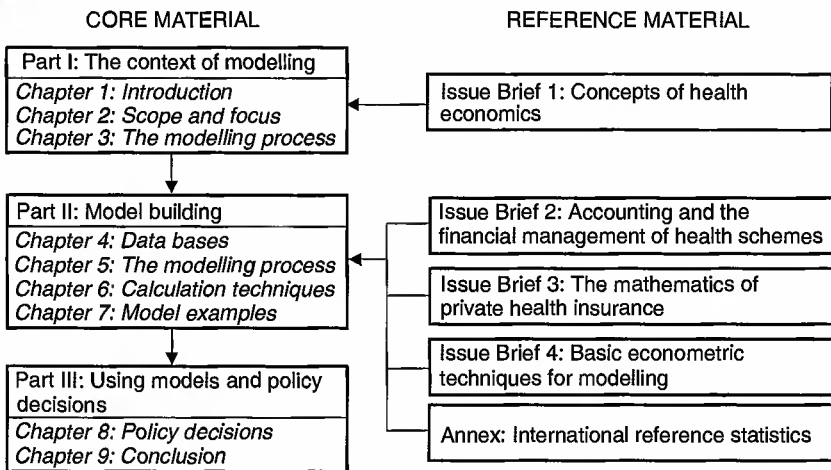 CORE MATERIAL
REFERENCE MATERIAL
Part I: The context of modelling
Chapter 1: Introduction
Chapter 2: Scope and focus
Chapter 3: The modelling process
Issue Brief 1: Concepts of health
economics
Part II: Model building
Chapter 4: Data bases
Chapter 5: The modelling process
Chapter 6: Calculation techniques
Chapter 7: Model examples
Issue Brief 2: Accounting and the
financial management of health schemes
Issue Brief 3: The mathematics of
private health insurance
Issue Brief 4: Basic econometric
techniques for modelling
Annex: International reference statistics
Part III: Using models and policy
decisions
Chapter 8: Policy decisions
Chapter 9: Conclusion